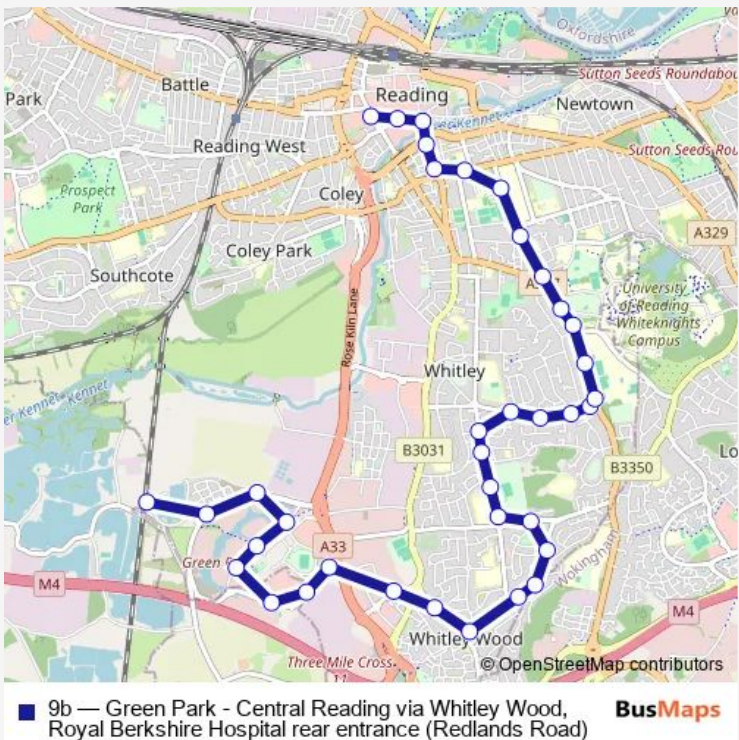 Oxfordshire
Sutton Seeds Roundabou
Battle
Reading
Park
Newtown
Kennet
Reading West
Sutton Seeds Rou
Prospect
Park
Coley
A329
Coley Park
Southcote
University
of Reading
Whiteknights
Campus
Rose Kiln Lane
Whitley
er Kennet
Kennet
B3031
Lo
B3350
A33
Green P
Wokingham
M4
M4
Whitley Wood
Three Mile Cross
11
© OpenStreetMap contributors
9b — Green Park - Central Reading via Whitley Wood,
Royal Berkshire Hospital rear entrance (Redlands Road)
BusMaps